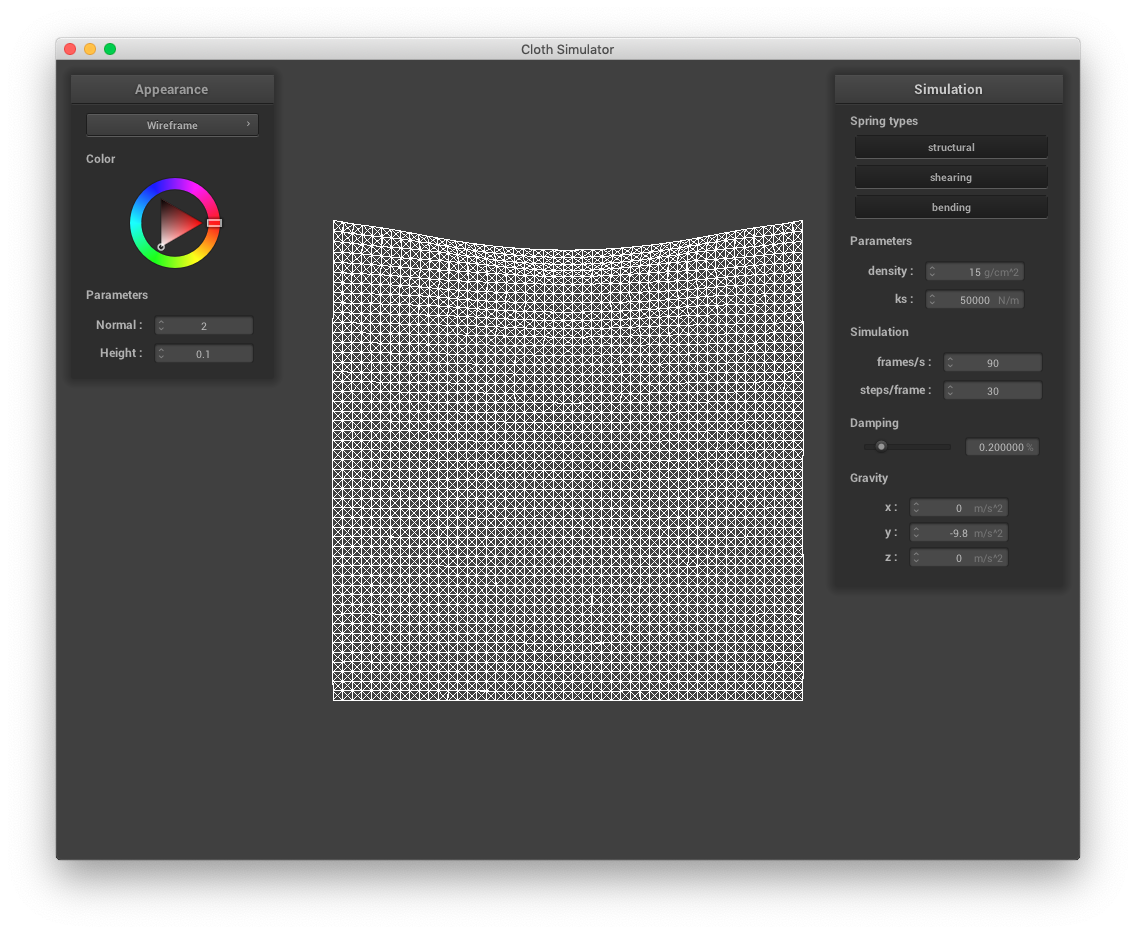 Cloth Simulator
Appearance
Wireframe
Color
Parameters
Normal : 2
Height : 0.1
Simulation
Spring types
structural
shearing
bending
Parameters
density : 15 g/cm^2
ks : 50000 N/m
Simulation
frames/s : 90
steps/frame : 30
Damping
0.200000 %
Gravity
x : 0 m/s^2
y : -9.8 m/s^2
z : 0 m/s^2